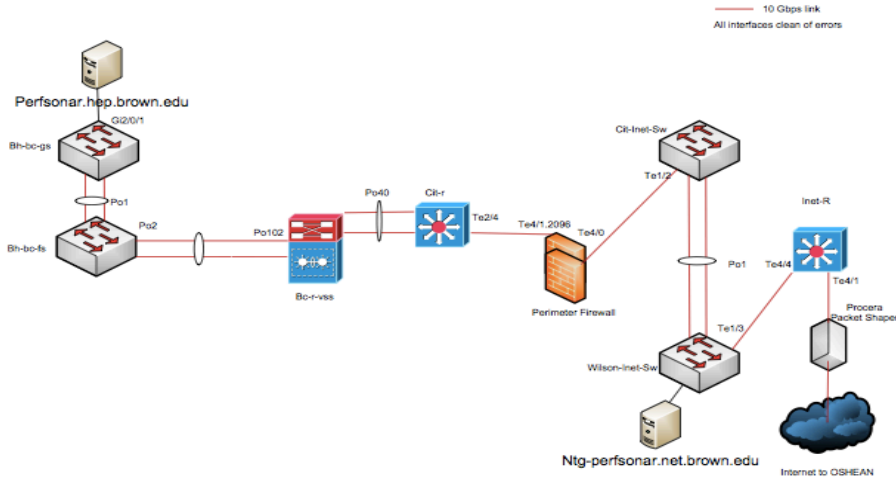 10 Gbps link
All interfaces clean of errors
Perfsonar.hep.brown.edu
Gi2/0/1
Bh-bc-gs
Po1
Po2
Bh-bc-fs
Po102
Bc-r-vss
Po40
Cit-r
Te2/4
Te4/1.2096
Te4/0
Perimeter Firewall
Cit-Inet-Sw
Te1/2
Po1
Te1/3
Wilson-Inet-Sw
Ntg-perfsonar.net.brown.edu
Inet-R
Te4/4
Te4/1
Procera
Packet Shaper
Internet to OSHEAN